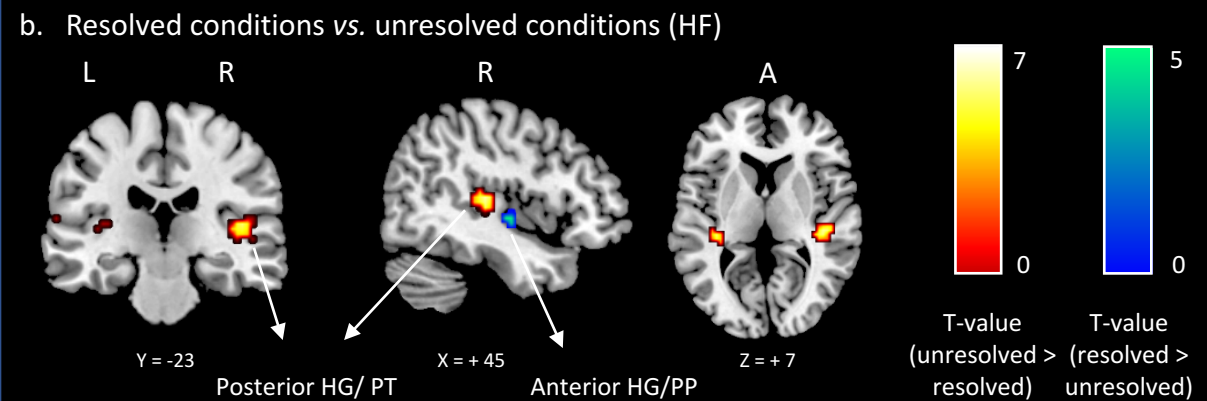 b. Resolved conditions vs. unresolved conditions (HF)
L R R A
7 5
0 0
Y = -23 X = + 45 Z = + 7
Posterior HG/ PT Anterior HG/PP
T-value
(unresolved >
resolved)
T-value
(resolved >
unresolved)